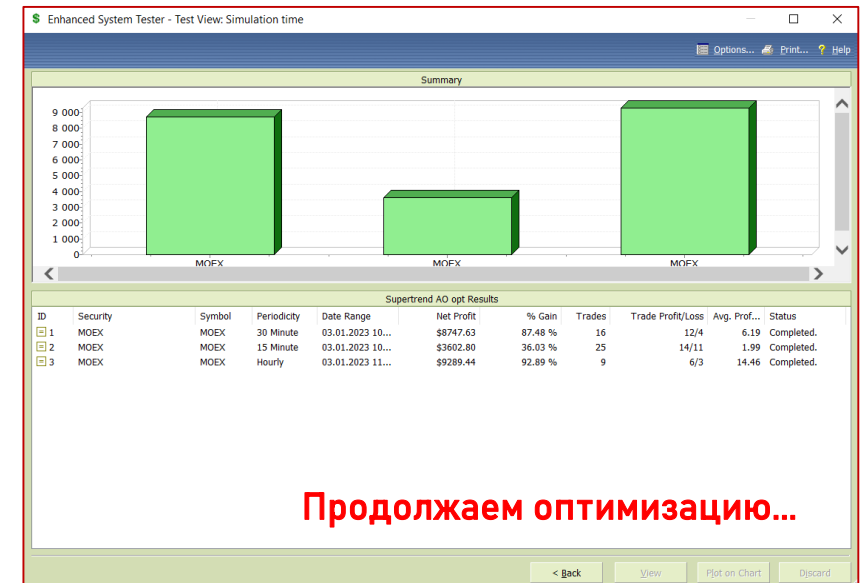 $ Enhanced System Tester - Test View: Simulation time
Options... Print... ? Help
Summary
9 000
8 000
7 000
6 000
5 000
4 000
3 000
2 000
1 000
0
MOEX MOEX MOEX
Supertrend AO opt Results
ID Security Symbol Periodicity Date Range Net Profit % Gain Trades Trade Profit/Loss Avg. Prof... Status
1 MOEX MOEX 30 Minute 03.01.2023 10... $8747.63 87.48 % 16 12/4 6.19 Completed.
2 MOEX MOEX 15 Minute 03.01.2023 10... $3602.80 36.03 % 25 14/11 1.99 Completed.
3 MOEX MOEX Hourly 03.01.2023 11... $9289.44 92.89 % 9 6/3 14.46 Completed.
Продолжаем оптимизацию...
< Back View Plot on Chart Discard